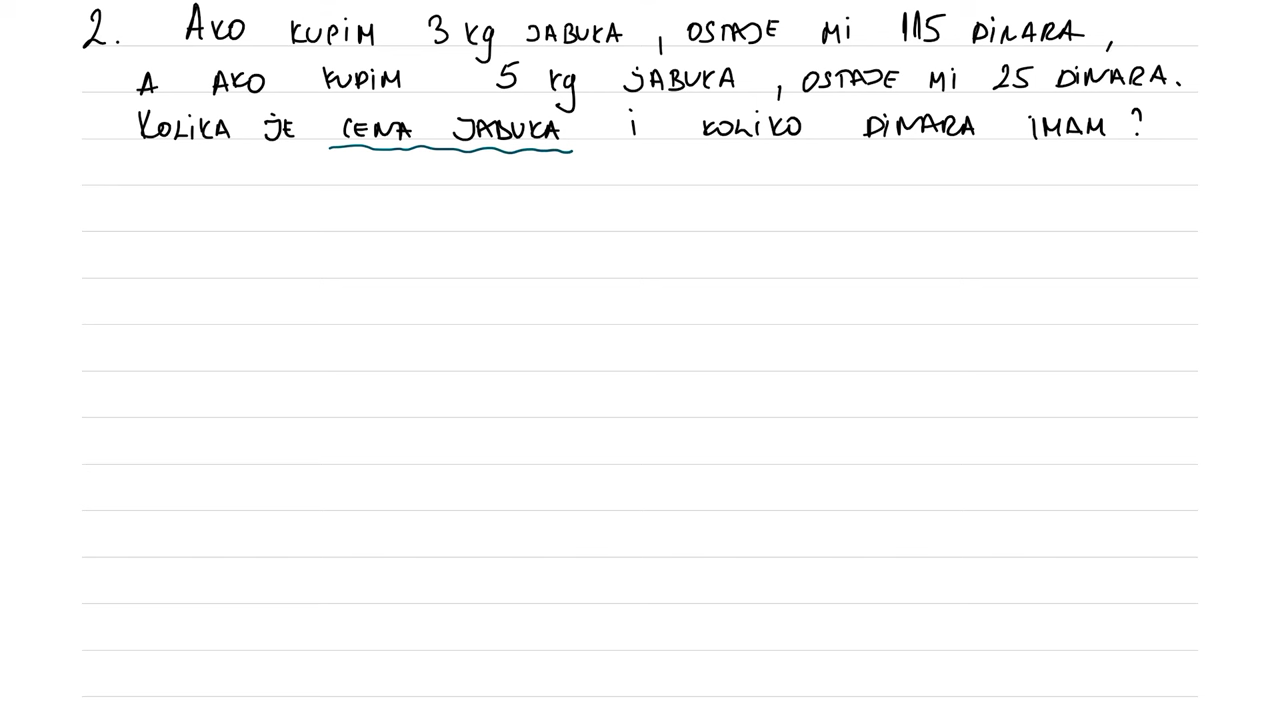 2. AKO KUPIM 3 kg JABUKA, OSTAJE Mi 115 DiNARA,
A AKO KUPIM 5 kg JABUKA, OSTAJE Mi 25 DiNARA.
KOLiKA JE CENA JABUKA i KOLiKO DiNARA iMAM?